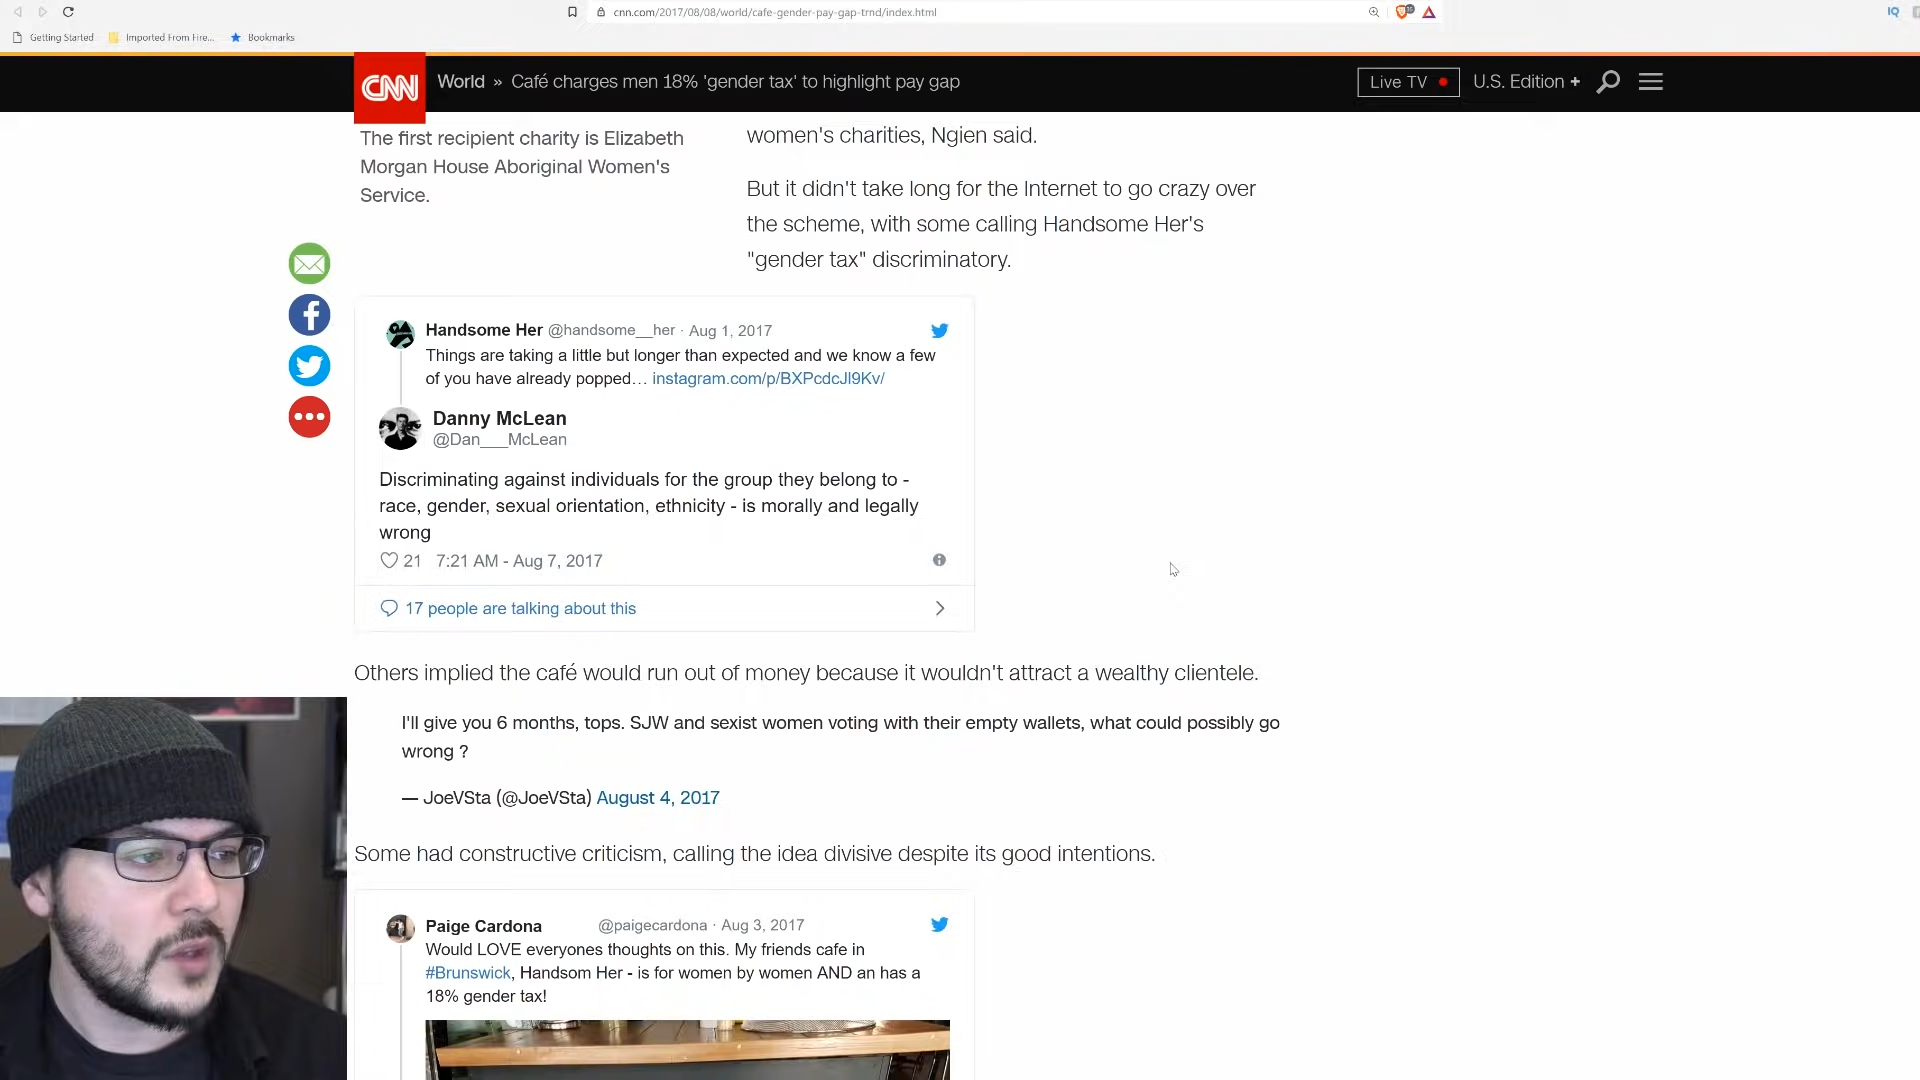 cnn.com/2017/08/08/world/cafe-gender-pay-gap-trnd/index.html
Getting Started
Imported From Fire...
Bookmarks
CNN
World » Café charges men 18% 'gender tax' to highlight pay gap
Live TV
U.S. Edition +
The first recipient charity is Elizabeth
Morgan House Aboriginal Women's
Service.
women's charities, Ngien said.
But it didn't take long for the Internet to go crazy over
the scheme, with some calling Handsome Her's
"gender tax" discriminatory.
Handsome Her @handsome__her · Aug 1, 2017
Things are taking a little but longer than expected and we know a few
of you have already popped… instagram.com/p/BXPcdcJl9Kv/
Danny McLean
@Dan___McLean
Discriminating against individuals for the group they belong to -
race, gender, sexual orientation, ethnicity - is morally and legally
wrong
21 7:21 AM - Aug 7, 2017
17 people are talking about this
Others implied the café would run out of money because it wouldn't attract a wealthy clientele.
I'll give you 6 months, tops. SJW and sexist women voting with their empty wallets, what could possibly go
wrong ?
— JoeVSta (@JoeVSta) August 4, 2017
Some had constructive criticism, calling the idea divisive despite its good intentions.
Paige Cardona @paigecardona · Aug 3, 2017
Would LOVE everyones thoughts on this. My friends cafe in
#Brunswick, Handsom Her - is for women by women AND an has a
18% gender tax!